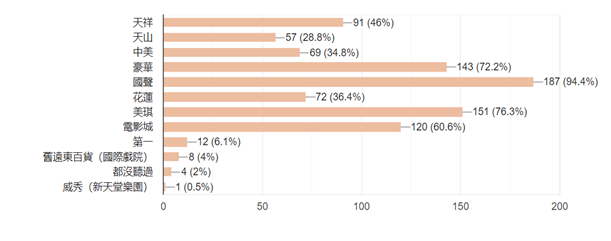 天祥 91 (46%)
天山 57 (28.8%)
中美 69 (34.8%)
豪華 143 (72.2%)
國聲 187 (94.4%)
花蓮 72 (36.4%)
美琪 151 (76.3%)
電影城 120 (60.6%)
第一 12 (6.1%)
舊遠東百貨（國際戲院） 8 (4%)
都沒聽過 4 (2%)
威秀（新天堂樂園） 1 (0.5%)
0 50 100 150 200